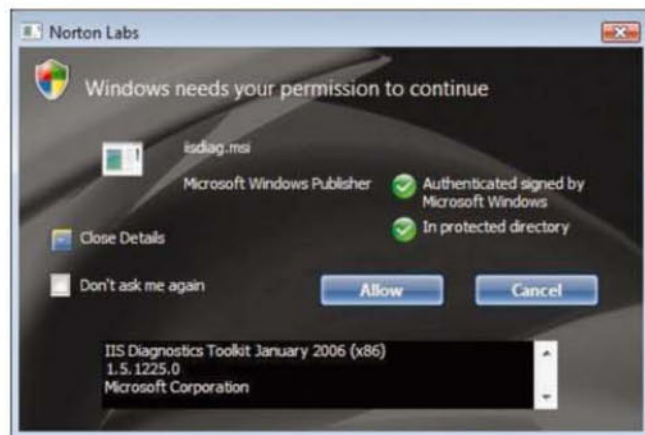 Norton Labs
Windows needs your permission to continue
iisdiag.msi
Microsoft Windows Publisher
Authenticated signed by
Microsoft Windows
In protected directory
Close Details
Don't ask me again
Allow
Cancel
IIS Diagnostics Toolkit January 2006 (x86)
1.5.1225.0
Microsoft Corporation